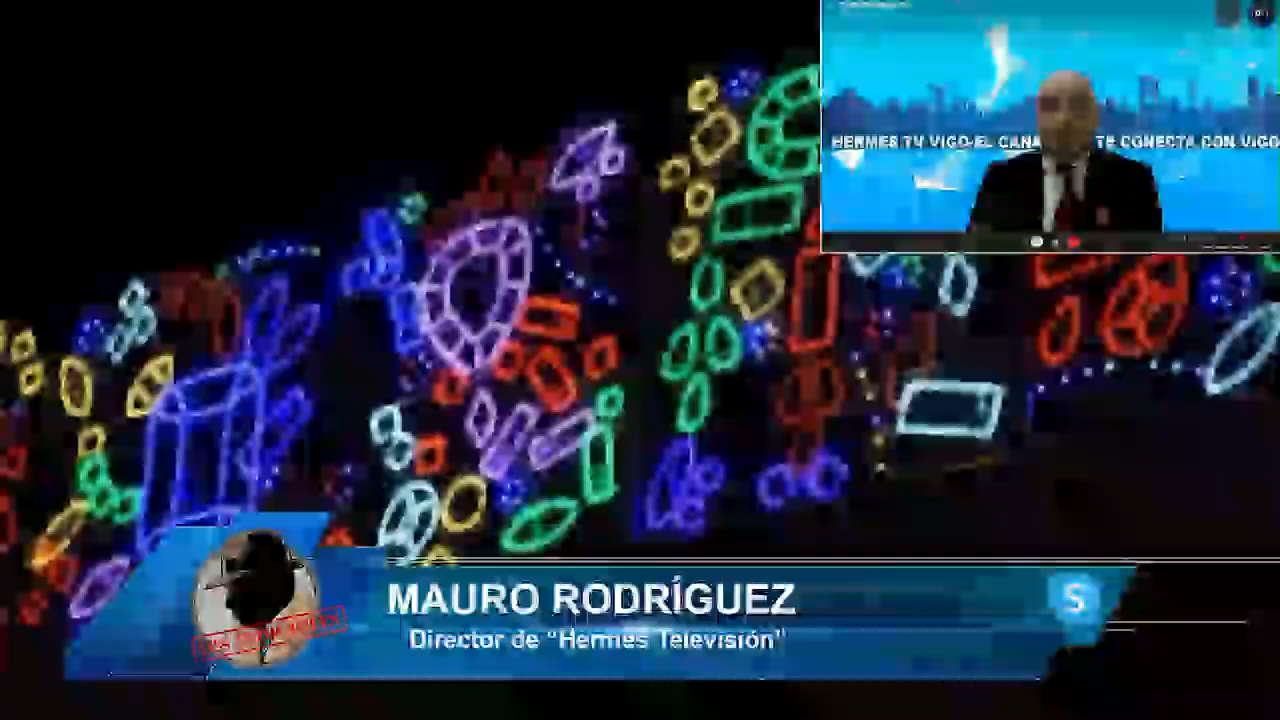 HERMES TV VIGO-EL CANA TE CONECTA CON VIGO
MAURO RODRÍGUEZ
S
Director de “Hermes Televisión”